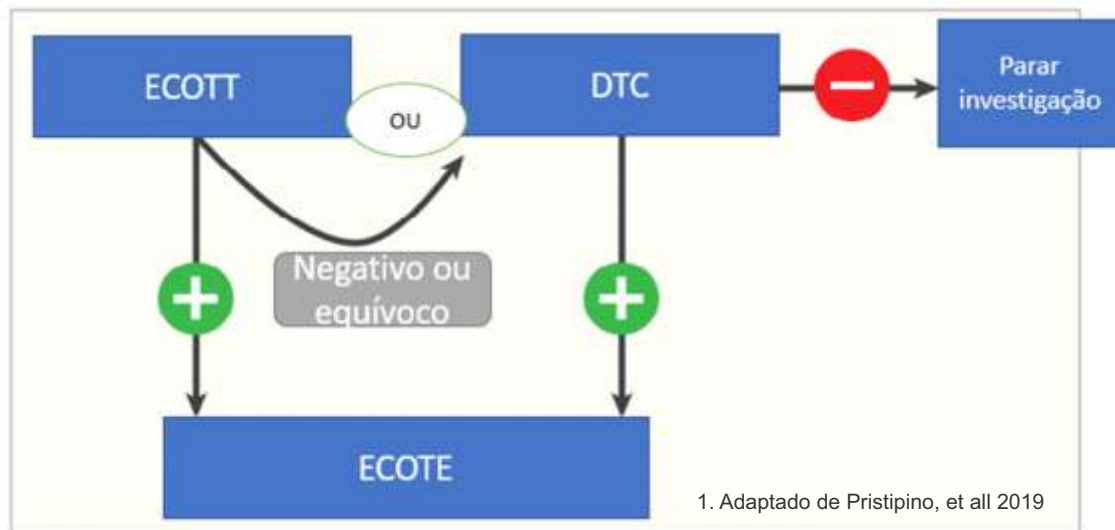 ECOTT
OU
DTC
Parar
investigação
Negativo ou
equívoco
ECOTE
1. Adaptado de Pristipino, et all 2019